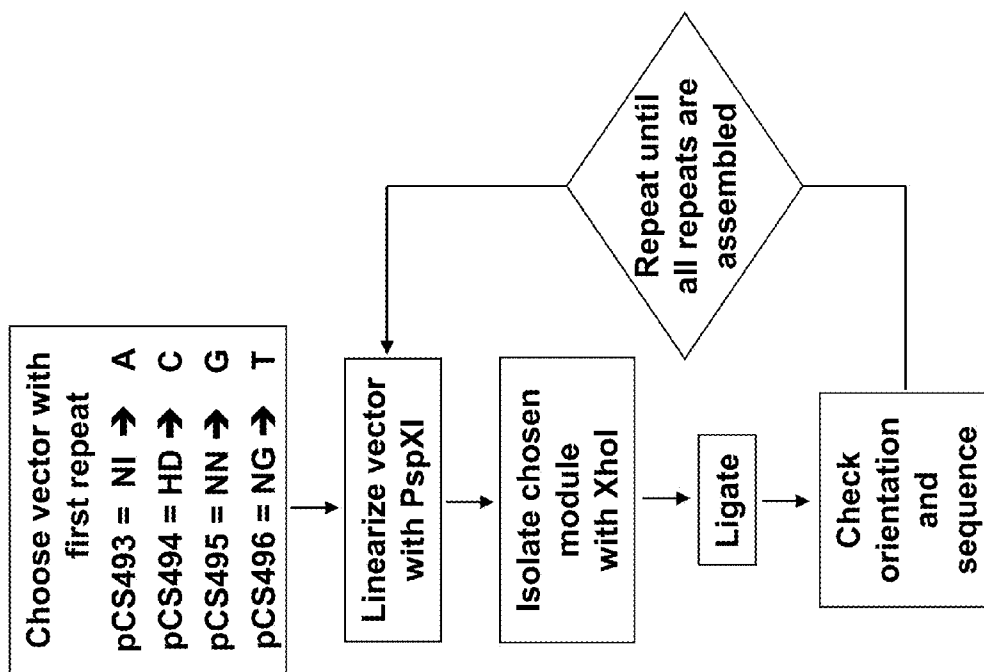 Choose vector with
first repeat
pCS493 = NI ➔ A
pCS494 = HD ➔ C
pCS495 = NN ➔ G
pCS496 = NG ➔ T
Linearize vector
with PspXI
Isolate chosen
module
with XhoI
Ligate
Check
orientation
and
sequence
Repeat until
all repeats are
assembled